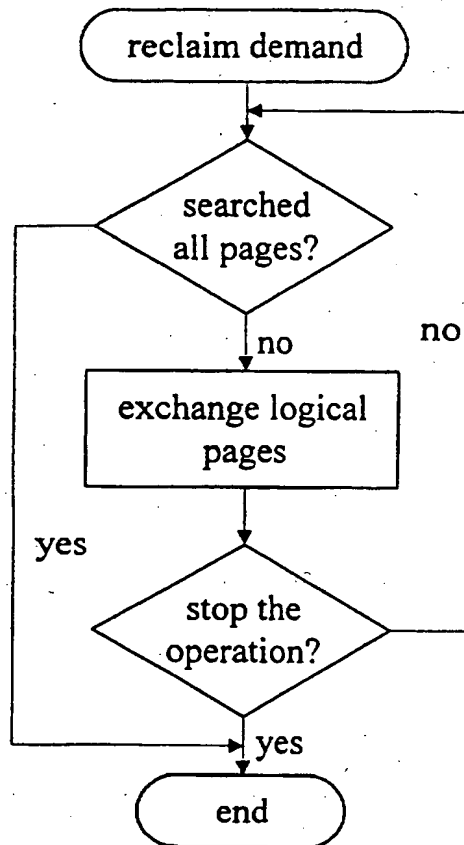 reclaim demand
searched
all pages?
no
no
exchange logical
pages
yes
stop the
operation?
yes
end